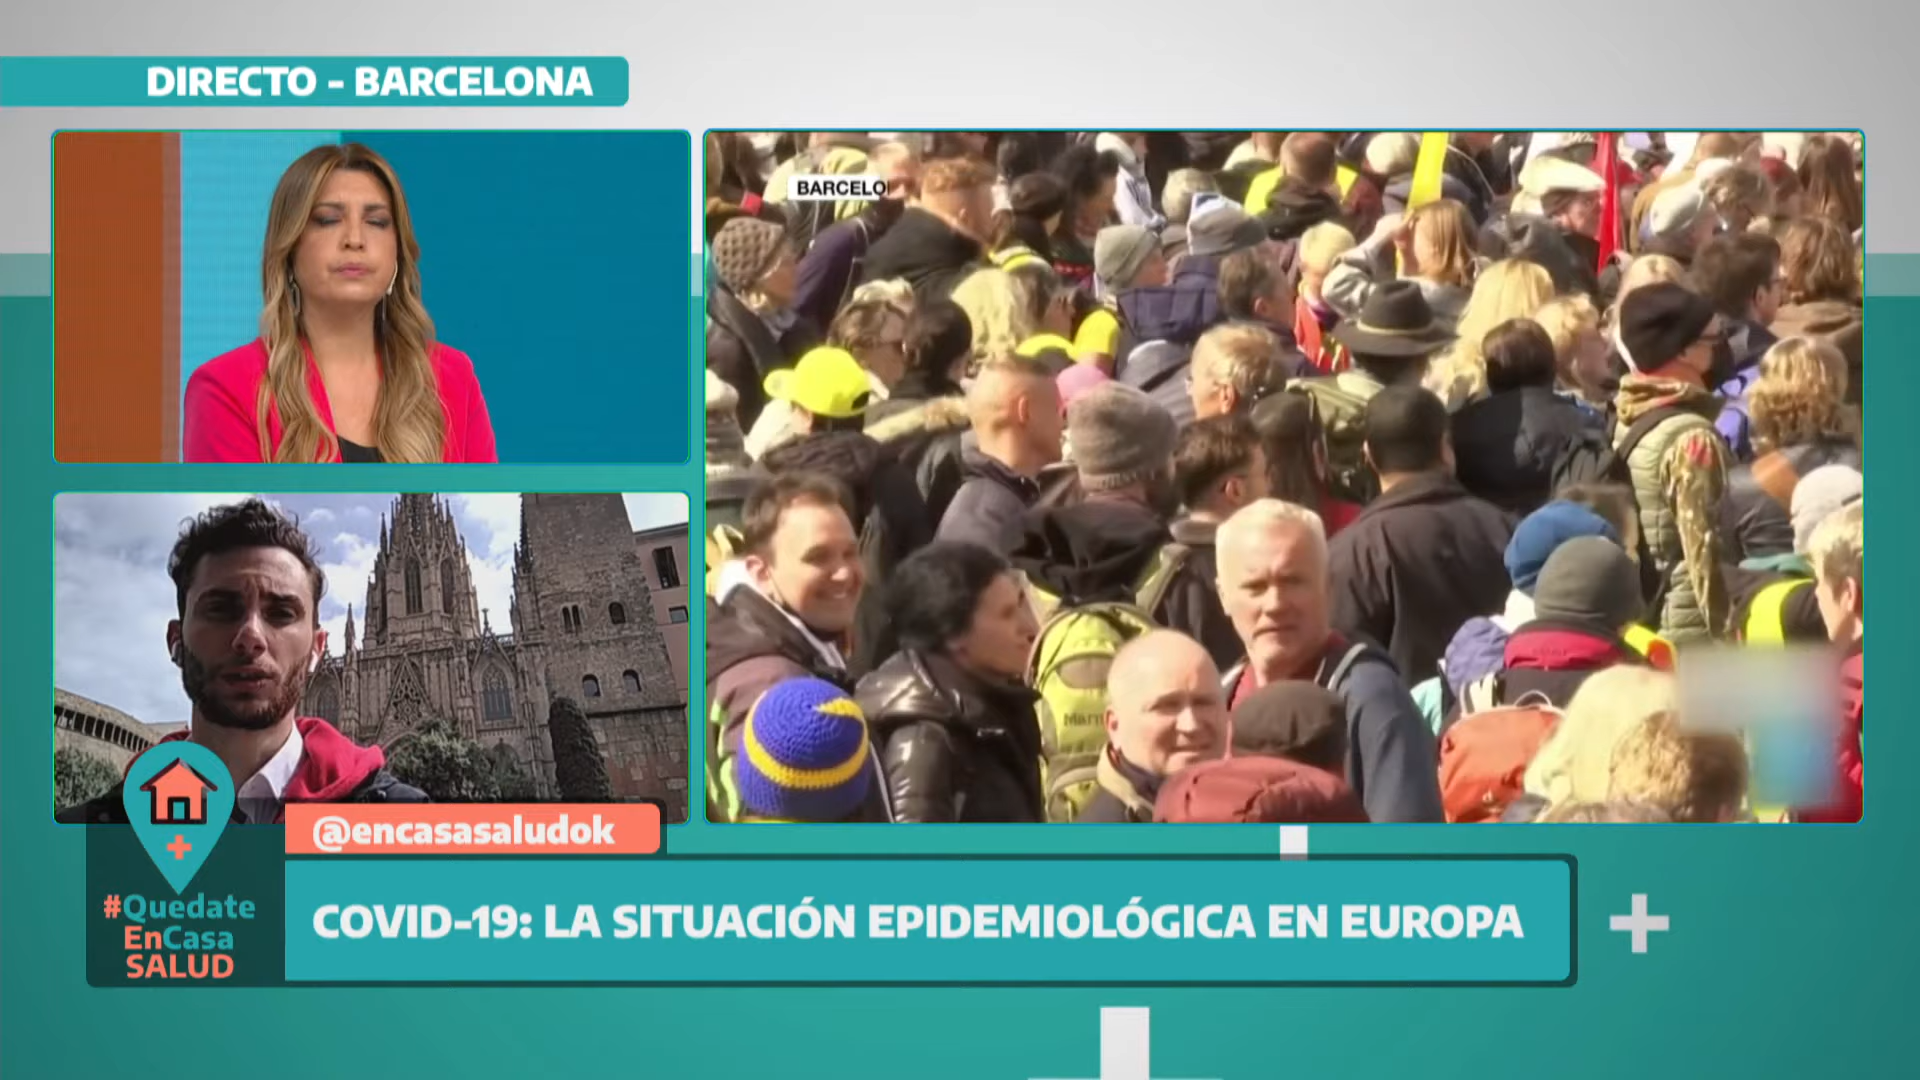 DIRECTO - BARCELONA
BARCELO
@encasasaludok
COVID-19: LA SITUACIÓN EPIDEMIOLÓGICA EN EUROPA
#Quedate
EnCasa
SALUD